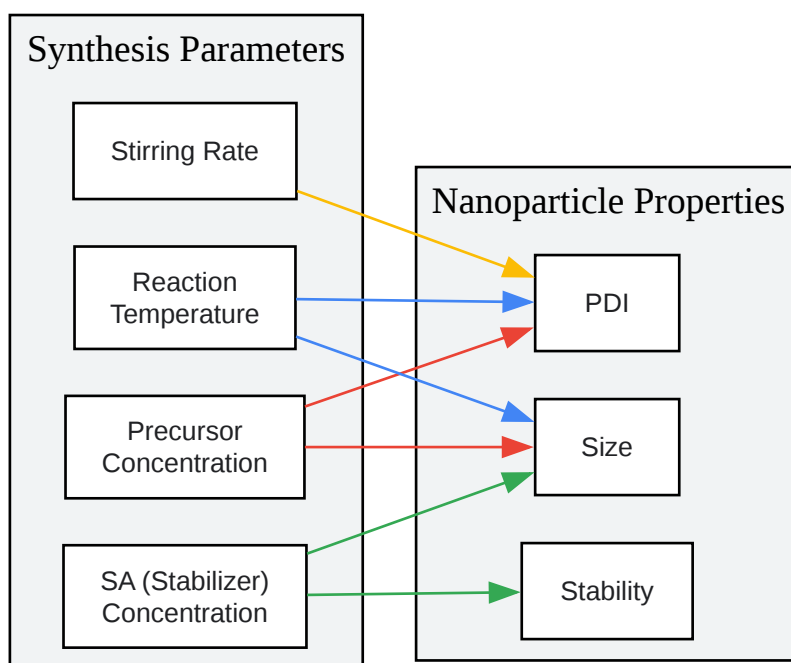 Synthesis Parameters
Stirring Rate
Reaction
Temperature
Precursor
Concentration
SA (Stabilizer)
Concentration
Nanoparticle Properties
PDI
Size
Stability